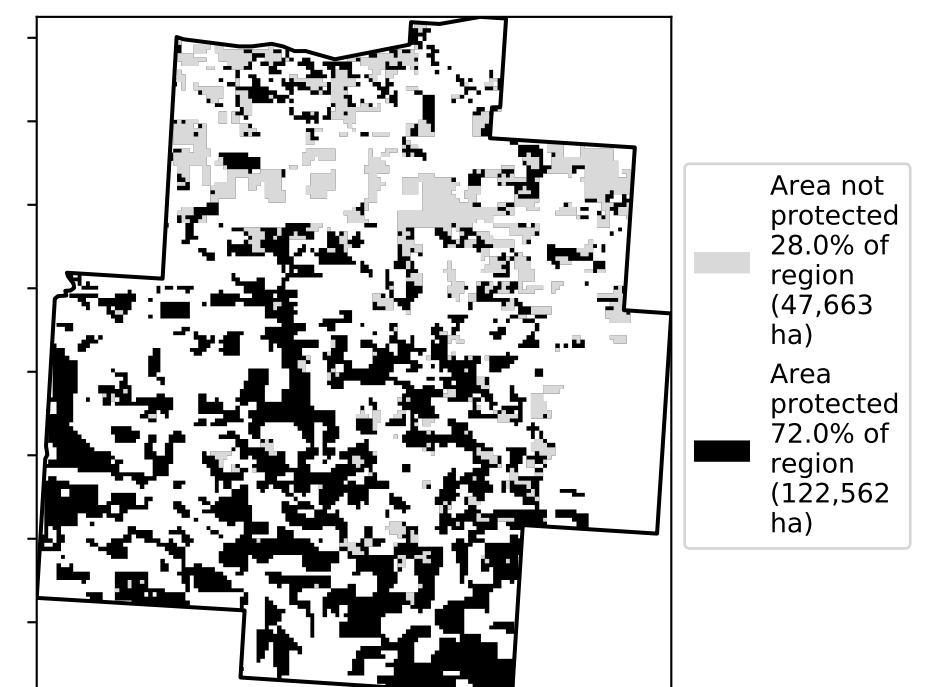 Area not
protected
28.0% of
region
(47,663
ha)
Area
protected
72.0% of
region
(122,562
ha)